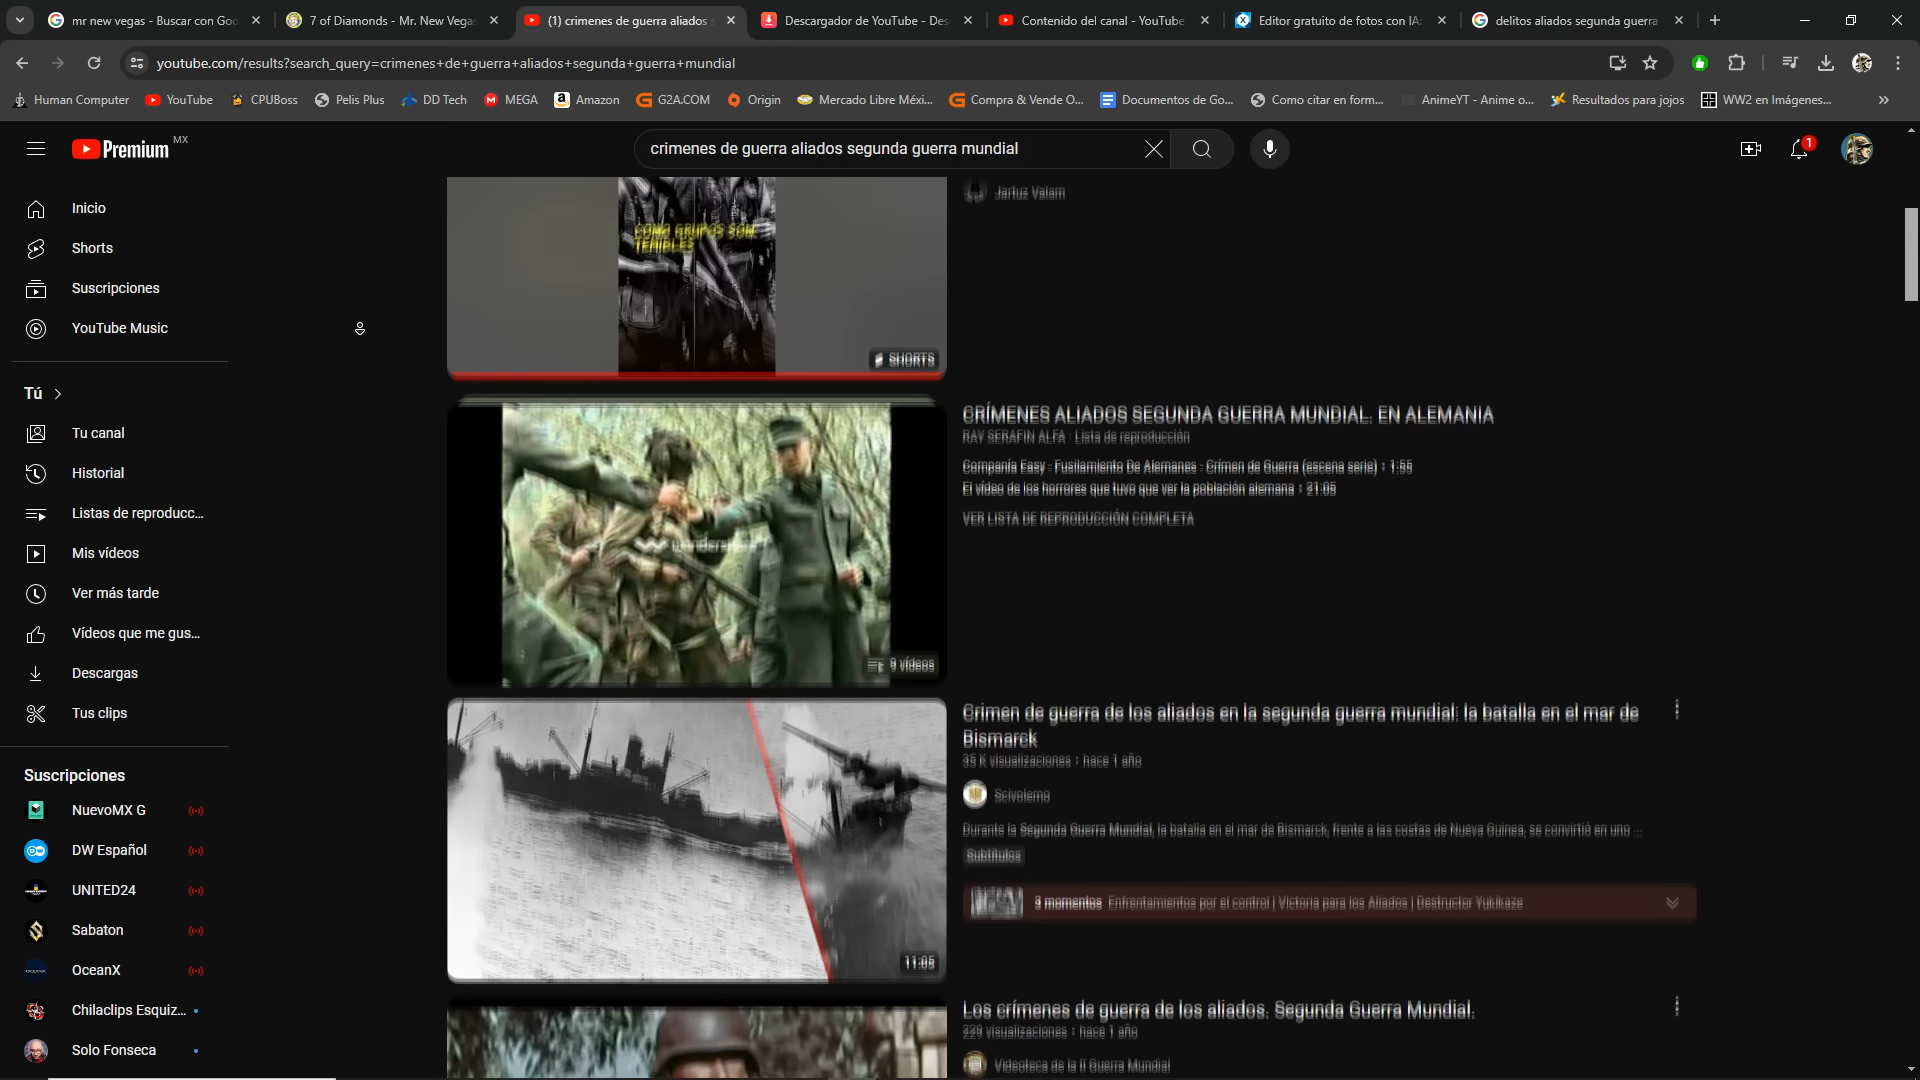 mr new vegas - Buscar con Goo
7 of Diamonds - Mr. New Vegas
(1) crimenes de guerra aliados s
Descargador de YouTube - Des
Contenido del canal - YouTube
Editor gratuito de fotos con IA:
delitos aliados segunda guerra
youtube.com/results?search_query=crimenes+de+guerra+aliados+segunda+guerra+mundial
Human Computer
YouTube
CPUBoss
Pelis Plus
DD Tech
MEGA
Amazon
G2A.COM
Origin
Mercado Libre Méxi...
Compra & Vende O...
Documentos de Go...
Como citar en form...
AnimeYT - Anime o...
Resultados para jojos
WW2 en Imágenes...
Premium MX
crimenes de guerra aliados segunda guerra mundial
1
Inicio
Shorts
Suscripciones
YouTube Music
Tú
Tu canal
Historial
Listas de reproducc...
Mis vídeos
Ver más tarde
Vídeos que me gus...
Descargas
Tus clips
Suscripciones
NuevoMX G
DW Español
UNITED24
Sabaton
OceanX
Chilaclips Esquiz...
Solo Fonseca
Jartuz Valam
COMO GRUPOS SON
TEMIBLES
SHORTS
CRÍMENES ALIADOS SEGUNDA GUERRA MUNDIAL. EN ALEMANIA
RAY SERAFIN ALFA · Lista de reproducción
Compañía Easy - Fusilamiento De Alemanes - Crímen de Guerra (escena serie) · 1:55
El vídeo de los horrores que tuvo que ver la población alemana · 21:05
VER LISTA DE REPRODUCCIÓN COMPLETA
wondershare
9 vídeos
Crimen de guerra de los aliados en la segunda guerra mundial: la batalla en el mar de
Bismarck
35 K visualizaciones · hace 1 año
Scivolemo
Durante la Segunda Guerra Mundial, la batalla en el mar de Bismarck, frente a las costas de Nueva Guinea, se convirtió en uno ...
Subtítulos
3 momentos Enfrentamientos por el control | Victoria para los Aliados | Destructor Yukikaze
11:05
Los crímenes de guerra de los aliados. Segunda Guerra Mundial.
229 visualizaciones · hace 1 año
Videoteca de la II Guerra Mundial